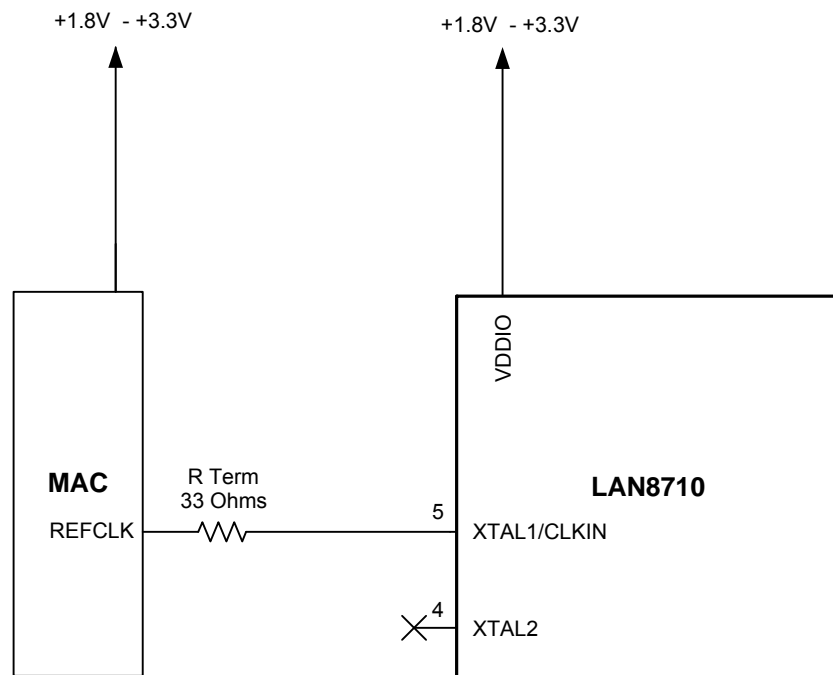 +1.8V - +3.3V
+1.8V - +3.3V
VDDIO
MAC
R Term
33 Ohms
LAN8710
REFCLK
5
XTAL1/CLKIN
4
XTAL2